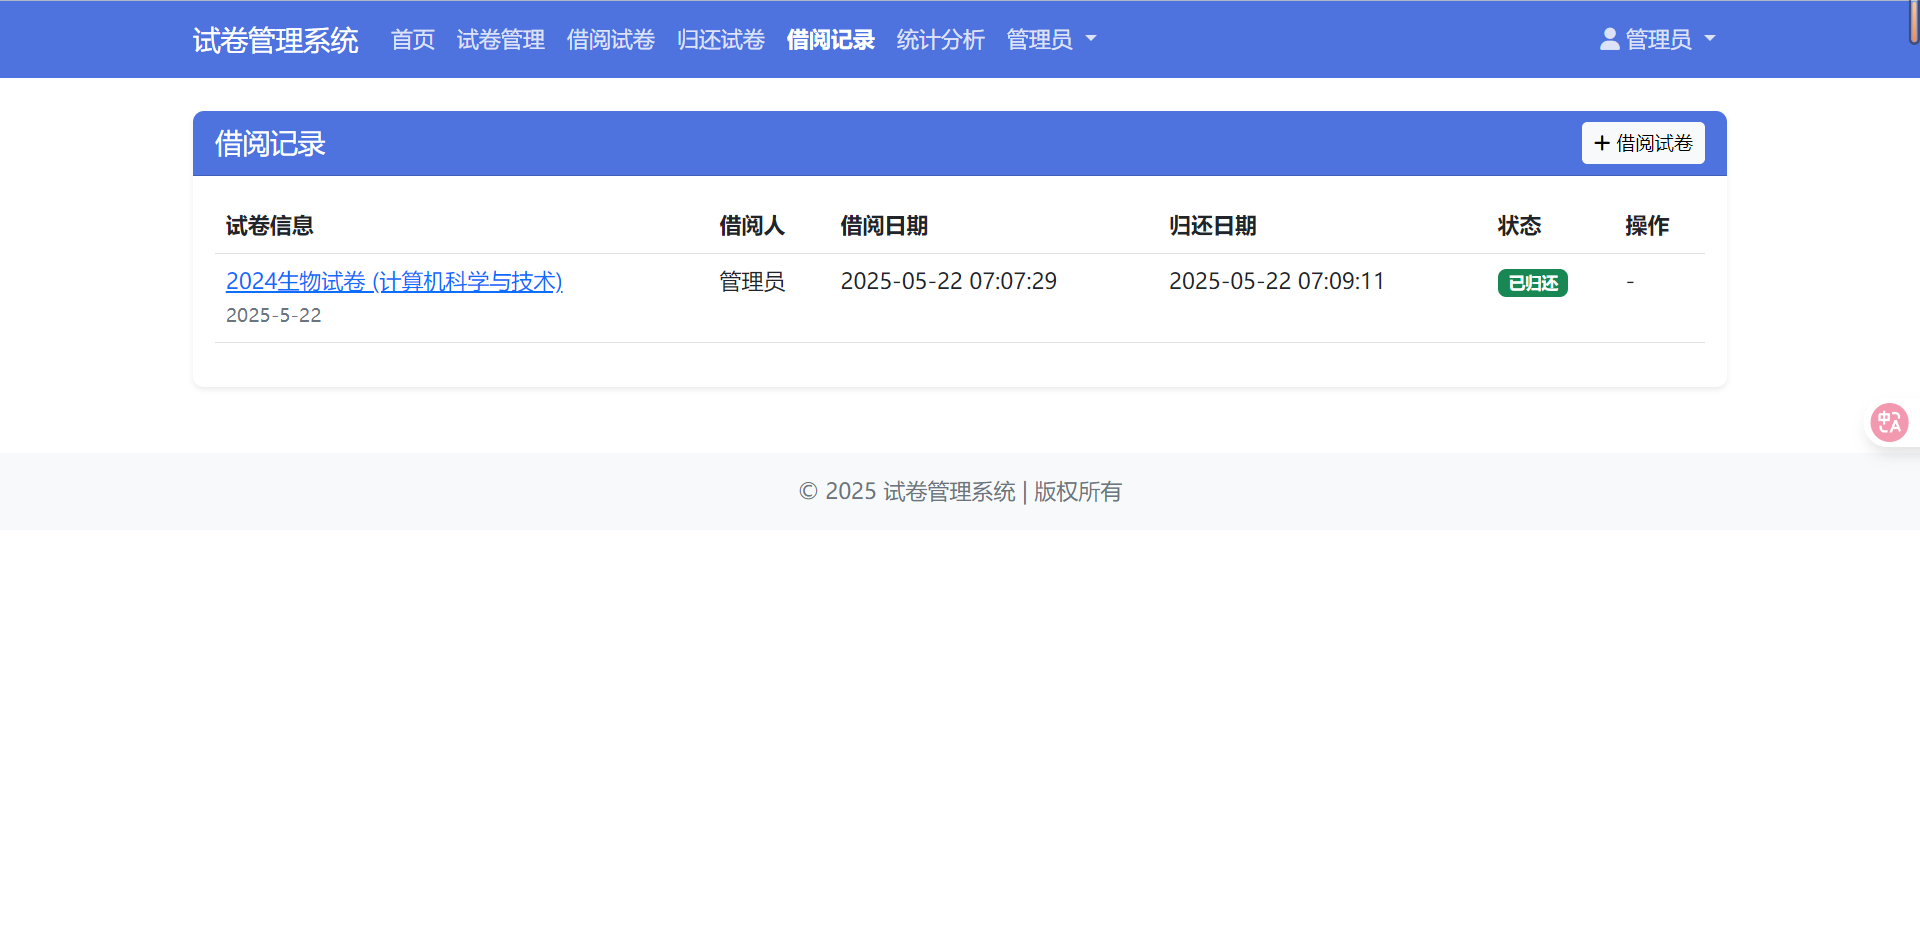 试卷管理系统 首页 试卷管理 借阅试卷 归还试卷 借阅记录 统计分析 管理员 管理员
借阅记录 + 借阅试卷
试卷信息 借阅人 借阅日期 归还日期 状态 操作
2024生物试卷 (计算机科学与技术) 管理员 2025-05-22 07:07:29 2025-05-22 07:09:11 已归还 -
2025-5-22
中A
© 2025 试卷管理系统 | 版权所有